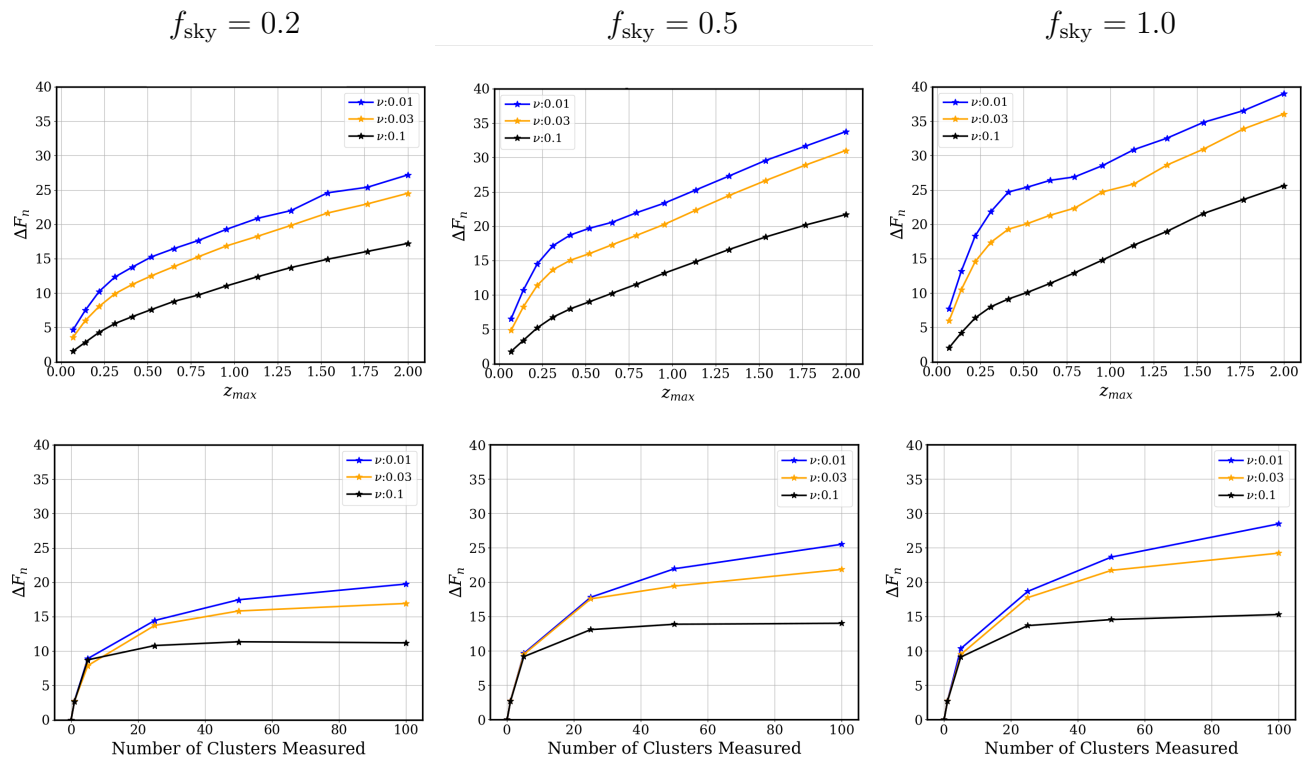 f_sky = 0.2
f_sky = 0.5
f_sky = 1.0
40
35
30
25
20
15
10
5
0
ΔF_n
ν:0.01
ν:0.03
ν:0.1
0.00 0.25 0.50 0.75 1.00 1.25 1.50 1.75 2.00
z_max
40
35
30
25
20
15
10
5
0
ΔF_n
ν:0.01
ν:0.03
ν:0.1
0.00 0.25 0.50 0.75 1.00 1.25 1.50 1.75 2.00
z_max
40
35
30
25
20
15
10
5
0
ΔF_n
ν:0.01
ν:0.03
ν:0.1
0.00 0.25 0.50 0.75 1.00 1.25 1.50 1.75 2.00
z_max
40
35
30
25
20
15
10
5
0
ΔF_n
ν:0.01
ν:0.03
ν:0.1
0 20 40 60 80 100
Number of Clusters Measured
40
35
30
25
20
15
10
5
0
ΔF_n
ν:0.01
ν:0.03
ν:0.1
0 20 40 60 80 100
Number of Clusters Measured
40
35
30
25
20
15
10
5
0
ΔF_n
ν:0.01
ν:0.03
ν:0.1
0 20 40 60 80 100
Number of Clusters Measured